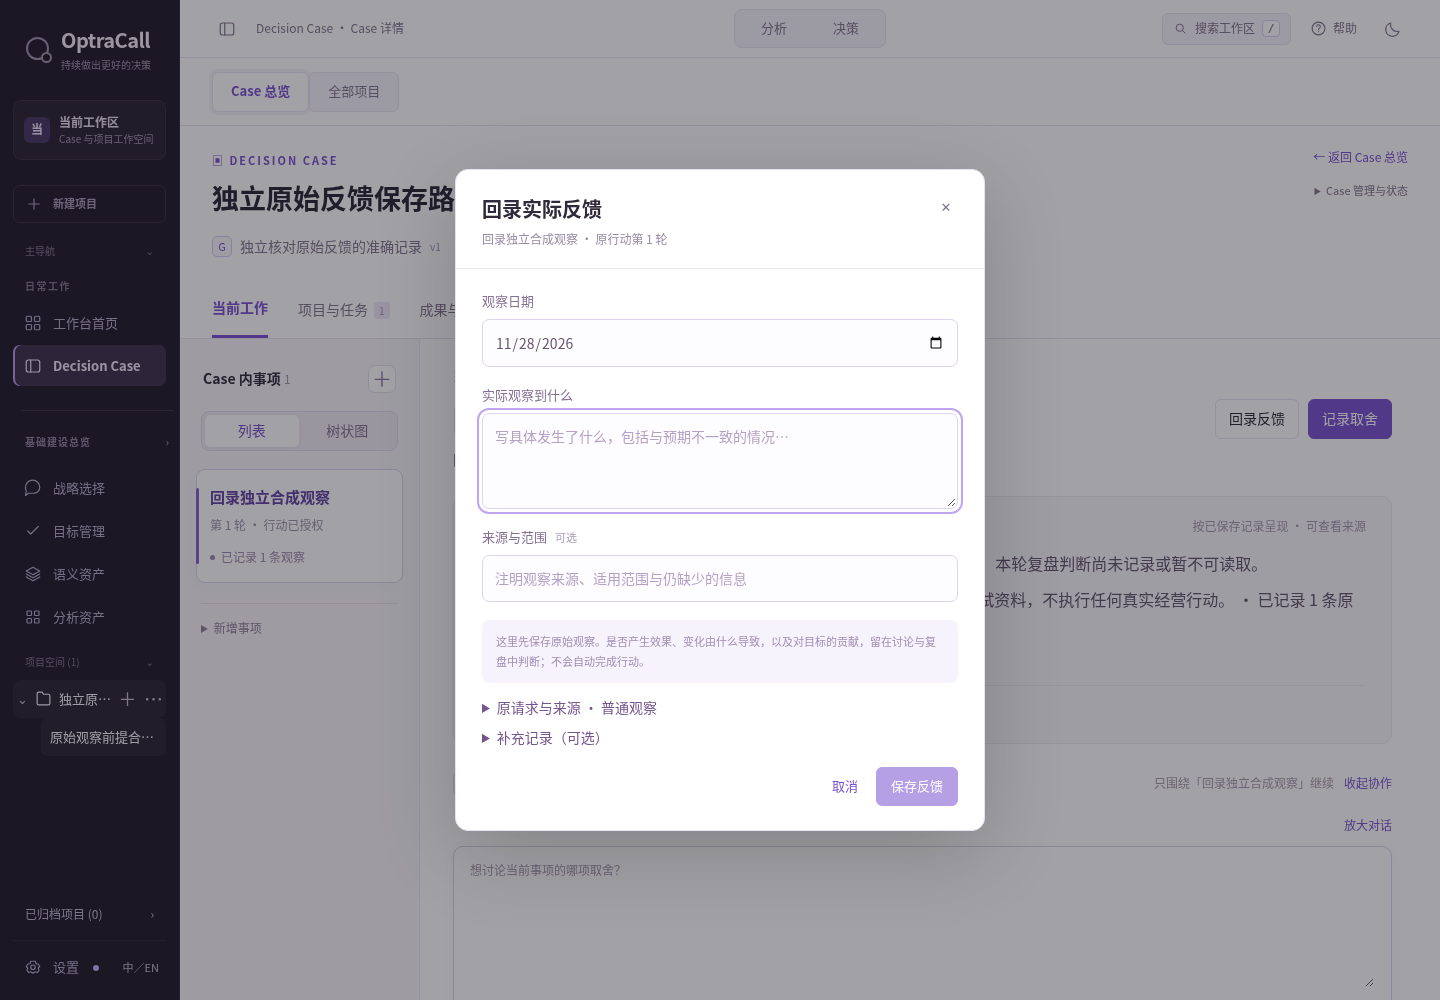 OptraCall
持续做出更好的决策
当
当前工作区
Case 与项目工作空间
新建项目
主导航
日常工作
工作台首页
Decision Case
基础建设总览
战略选择
目标管理
语义资产
分析资产
项目空间 (1)
独立原…
原始观察前提合…
已归档项目 (0)
设置
中／EN
Decision Case · Case 详情
分析
决策
搜索工作区
/
帮助
Case 总览
全部项目
DECISION CASE
← 返回 Case 总览
独立原始反馈保存路
Case 管理与状态
G 独立核对原始反馈的准确记录 v1
当前工作
项目与任务 1
成果与
Case 内事项 1
列表
树状图
回录独立合成观察
第 1 轮 · 行动已授权
已记录 1 条观察
新增事项
回录反馈
记录取舍
按已保存记录呈现 · 可查看来源
本轮复盘判断尚未记录或暂不可读取。
试资料，不执行任何真实经营行动。 · 已记录 1 条原
只围绕「回录独立合成观察」继续
收起协作
放大对话
想讨论当前事项的哪项取舍?
回录实际反馈
×
回录独立合成观察 · 原行动第 1 轮
观察日期
11/28/2026
实际观察到什么
写具体发生了什么，包括与预期不一致的情况…
来源与范围 可选
注明观察来源、适用范围与仍缺少的信息
这里先保存原始观察。是否产生效果、变化由什么导致，以及对目标的贡献，留在讨论与复
盘中判断；不会自动完成行动。
原请求与来源 · 普通观察
补充记录（可选）
取消
保存反馈